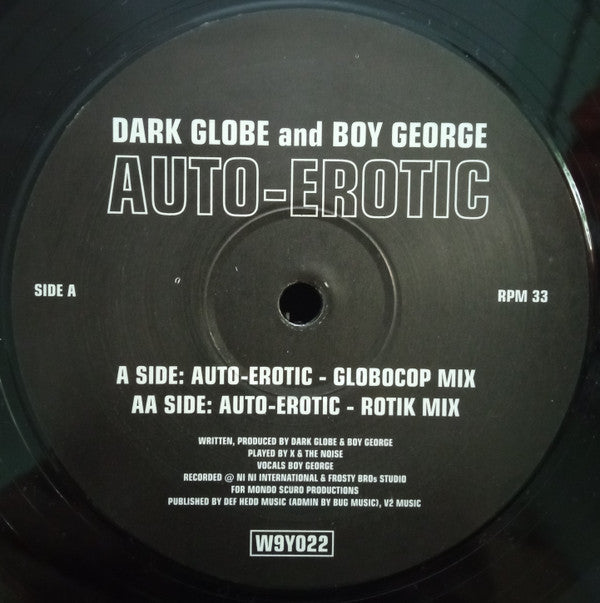 DARK GLOBE and BOY GEORGE
AUTO-EROTIC
SIDE A
RPM 33
A SIDE: AUTO-EROTIC - GLOBOCOP MIX
AA SIDE: AUTO-EROTIC - ROTIK MIX
WRITTEN, PRODUCED BY DARK GLOBE & BOY GEORGE
PLAYED BY X & THE NOISE
VOCALS BOY GEORGE
RECORDED @ NI NI INTERNATIONAL & FROSTY BROs STUDIO
FOR MONDO SCURO PRODUCTIONS
PUBLISHED BY DEF HEDD MUSIC (ADMIN BY BUG MUSIC), V2 MUSIC
W9Y022